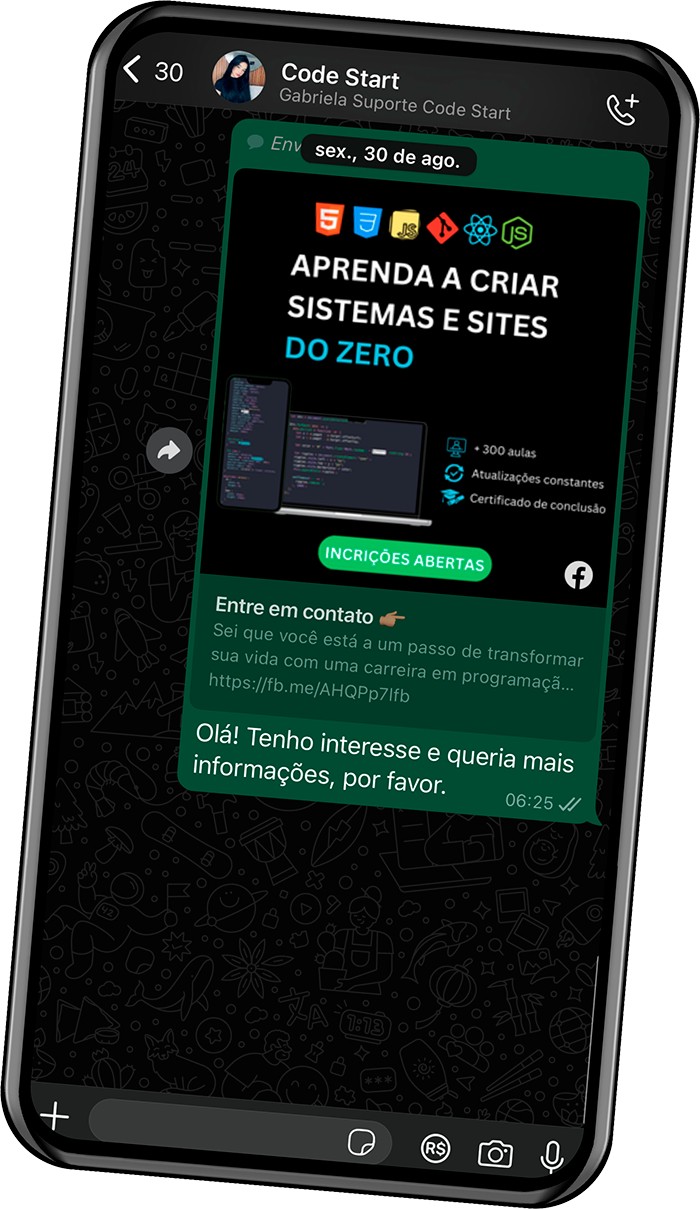 30
Code Start
Gabriela Suporte Code Start
Env
sex., 30 de ago.
5
3
JS
JS
APRENDA A CRIAR
SISTEMAS E SITES
DO ZERO
+ 300 aulas
Atualizações constantes
Certificado de conclusão
INCRIÇÕES ABERTAS
Entre em contato 👉🏽
Sei que você está a um passo de transformar
sua vida com uma carreira em programaçã...
https://fb.me/AHQPp7lfb
Olá! Tenho interesse e queria mais
informações, por favor.
06:25
R$